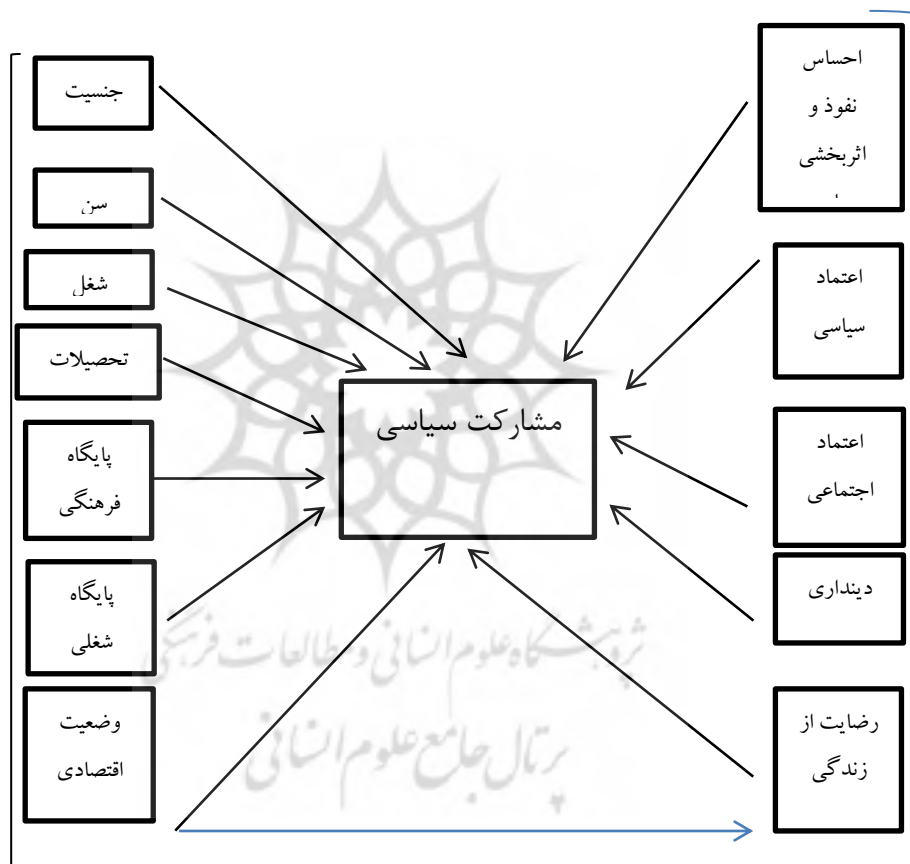 احساس
نفوذ و
اثربخشی
جنسیت
سن
شغل
اعتماد
سیاسی
تحصیلات
مشارکت سیاسی
پایگاه
فرهنگی
اعتماد
اجتماعی
دینداری
پایگاه
شغلی
پژوهشگاه علوم انسانی و مطالعات فرهنگی
وضعیت
اقتصادی
رضایت از
زندگی
پرتال جامع علوم انسانی